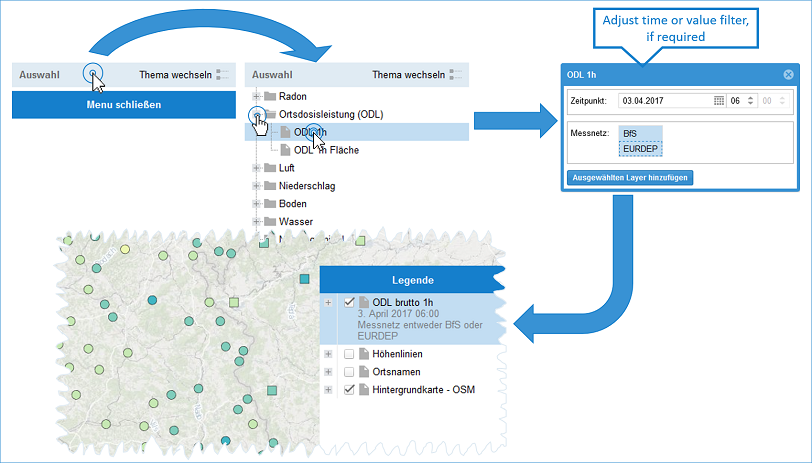 Adjust time or value filter,
if required
Auswahl
Thema wechseln
Menu schließen
Auswahl
Thema wechseln
Radon
Ortsdosisleistung (ODL)
ODL 1h
ODL 1h Fläche
Luft
Niederschlag
Boden
Wasser
ODL 1h
Zeitpunkt:
03.04.2017
06
00
Messnetz:
BfS
EURDEP
Ausgewählten Layer hinzufügen
Legende
ODL brutto 1h
3. April 2017 06:00
Messnetz entweder BfS oder
EURDEP
Höhenlinien
Ortsnamen
Hintergrundkarte - OSM